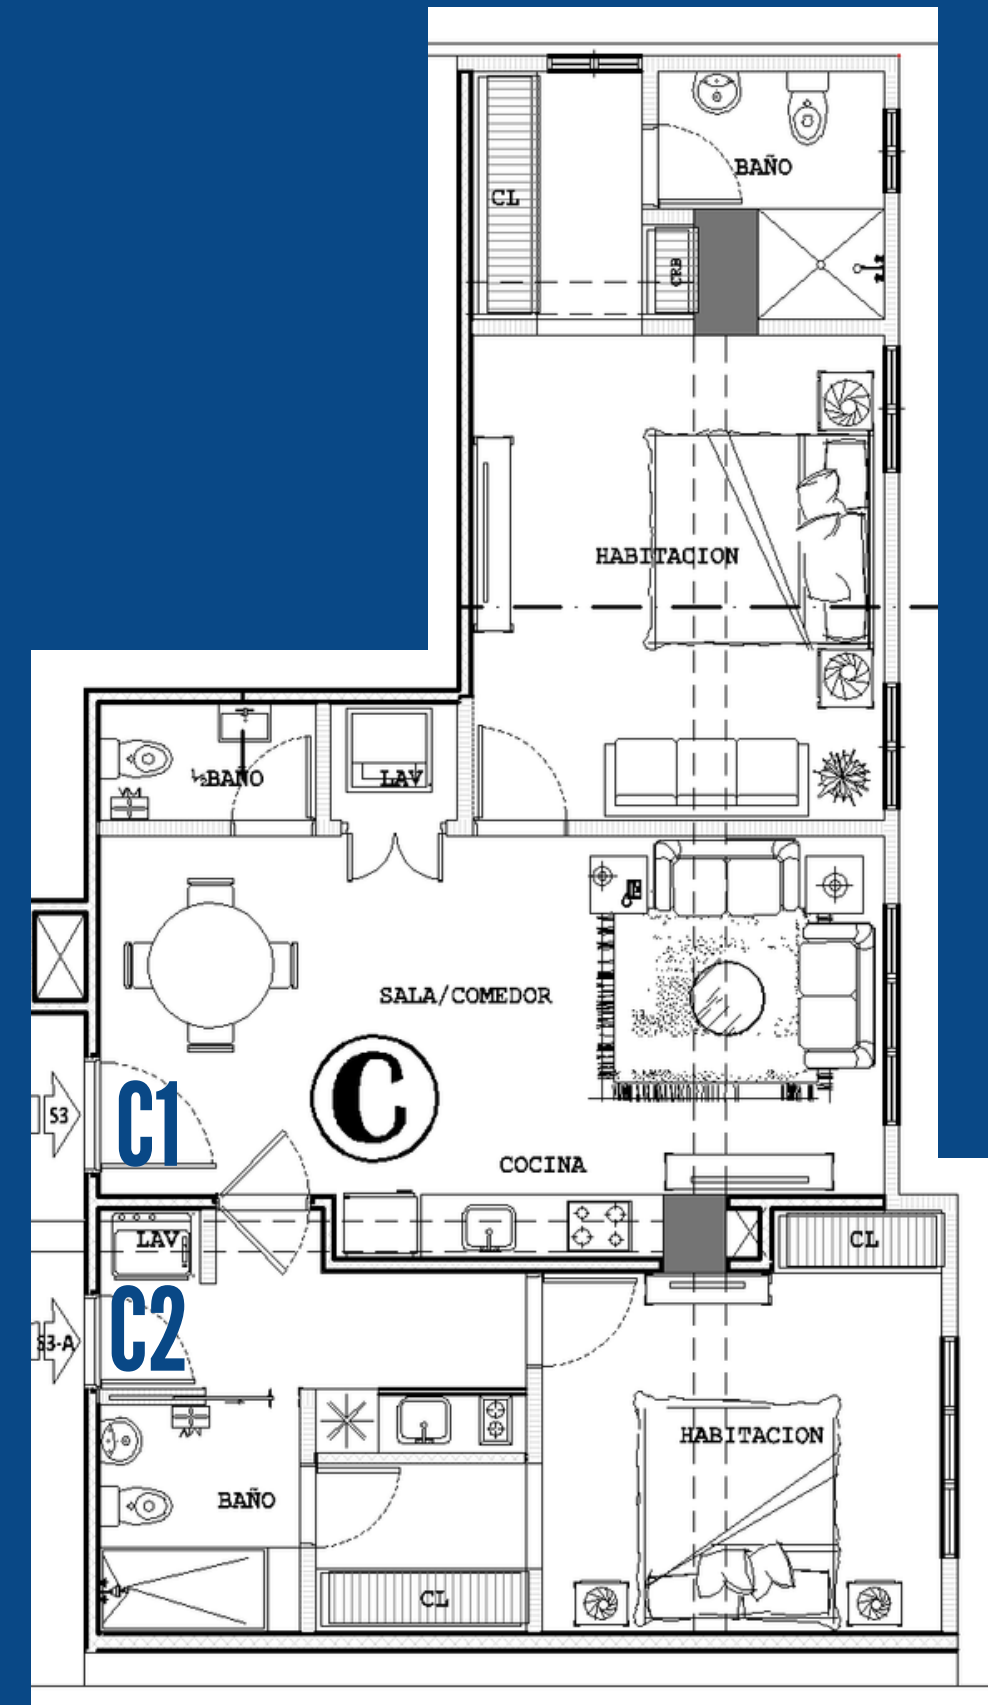 BAÑO
CL
CRB
HABITACION
½BAÑO
LAV.
SALA/COMEDOR
C
C1
S3
COCINA
LAV
CL
C2
S3-A
HABITACION
BAÑO
CL